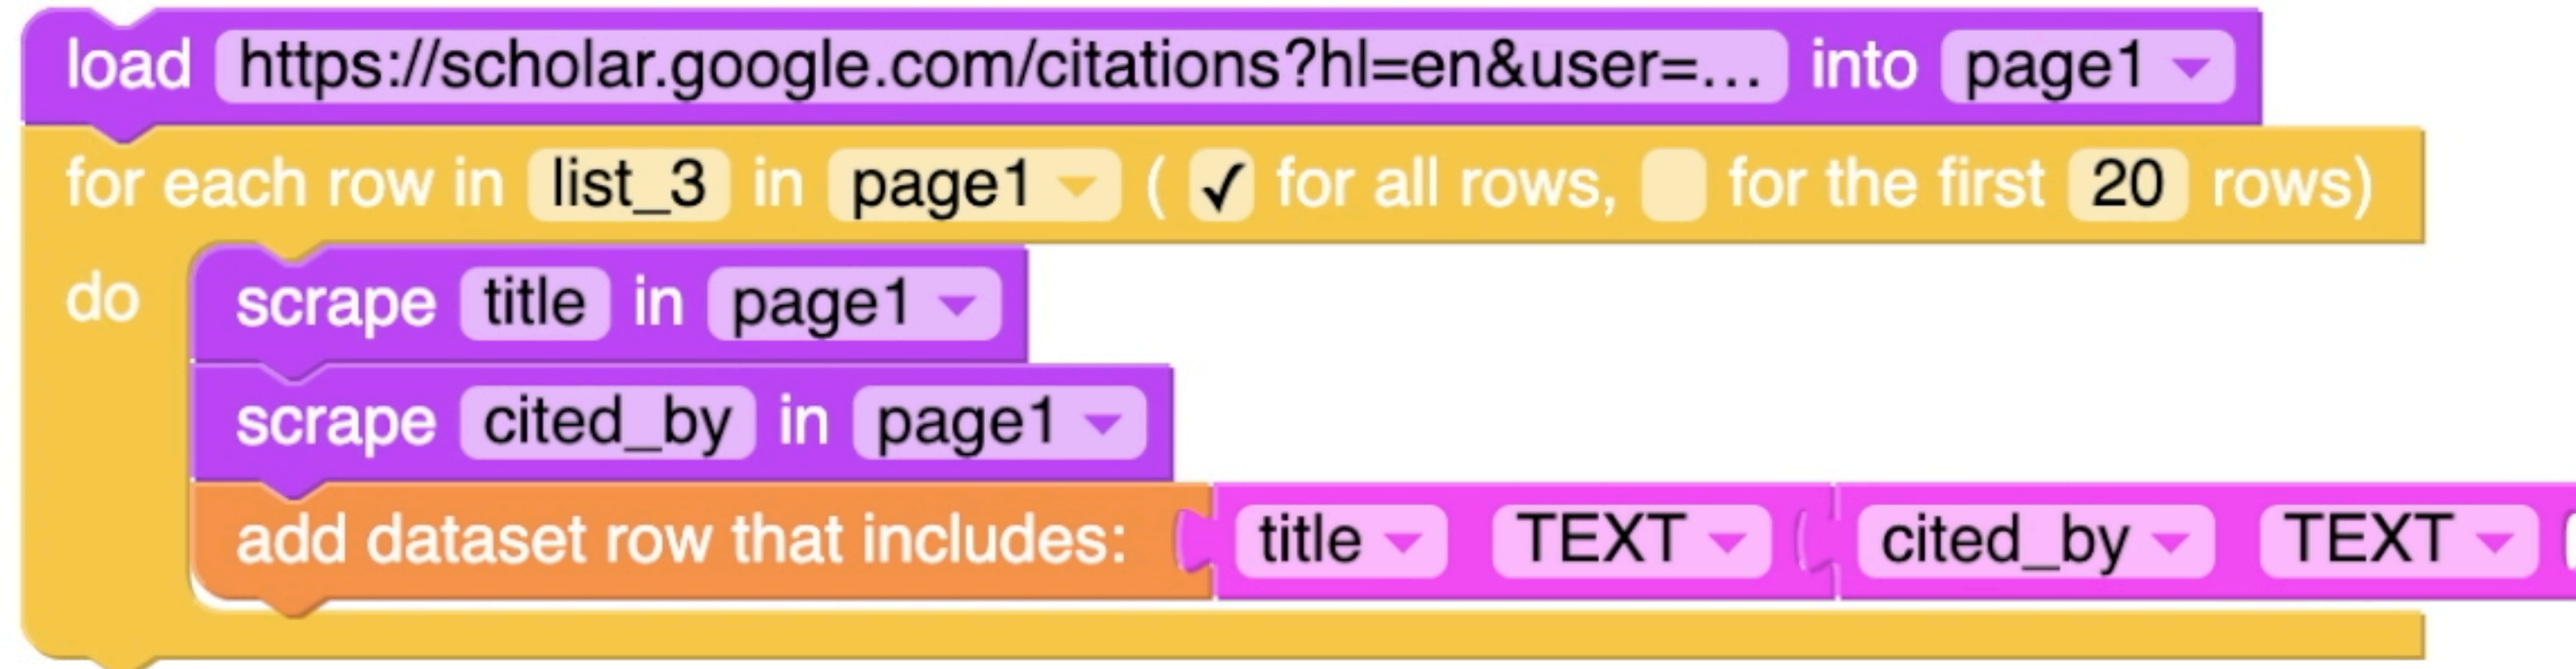 load https://scholar.google.com/citations?hl=en&user=... into page1
for each row in list_3 in page1 ( ✓ for all rows, for the first 20 rows)
do scrape title in page1
scrape cited_by in page1
add dataset row that includes: title TEXT cited_by TEXT